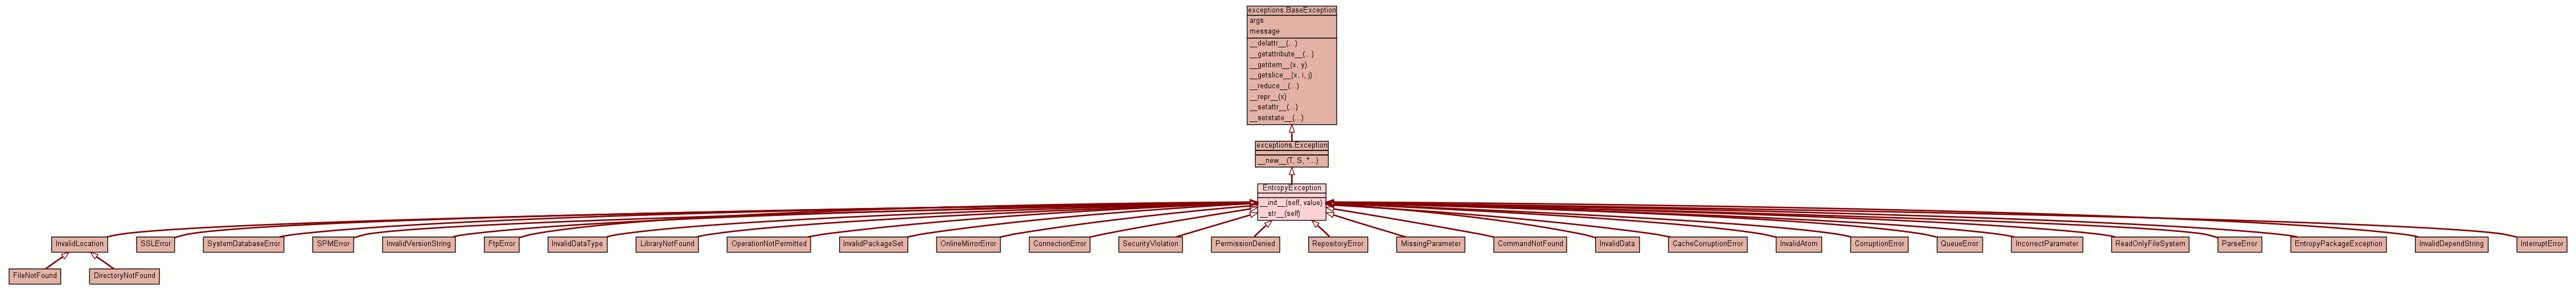 exceptions.BaseException
args
message
__delattr__(...)
__getattribute__(...)
__getitem__(x, y)
__getslice__(x, i, j)
__reduce__(...)
__repr__(x)
__setattr__(...)
__setstate__(...)
exceptions.Exception
__new__(T, S, *...)
EntropyException
__init__(self, value)
__str__(self)
InvalidLocation
SSLError
SystemDatabaseError
SPMError
InvalidVersionString
FtpError
InvalidDataType
LibraryNotFound
OperationNotPermitted
InvalidPackageSet
OnlineMirrorError
ConnectionError
SecurityViolation
PermissionDenied
RepositoryError
MissingParameter
CommandNotFound
InvalidData
CacheCorruptionError
InvalidAtom
CorruptionError
QueueError
IncorrectParameter
ReadOnlyFileSystem
ParseError
EntropyPackageException
InvalidDependString
InterruptError
FileNotFound
DirectoryNotFound